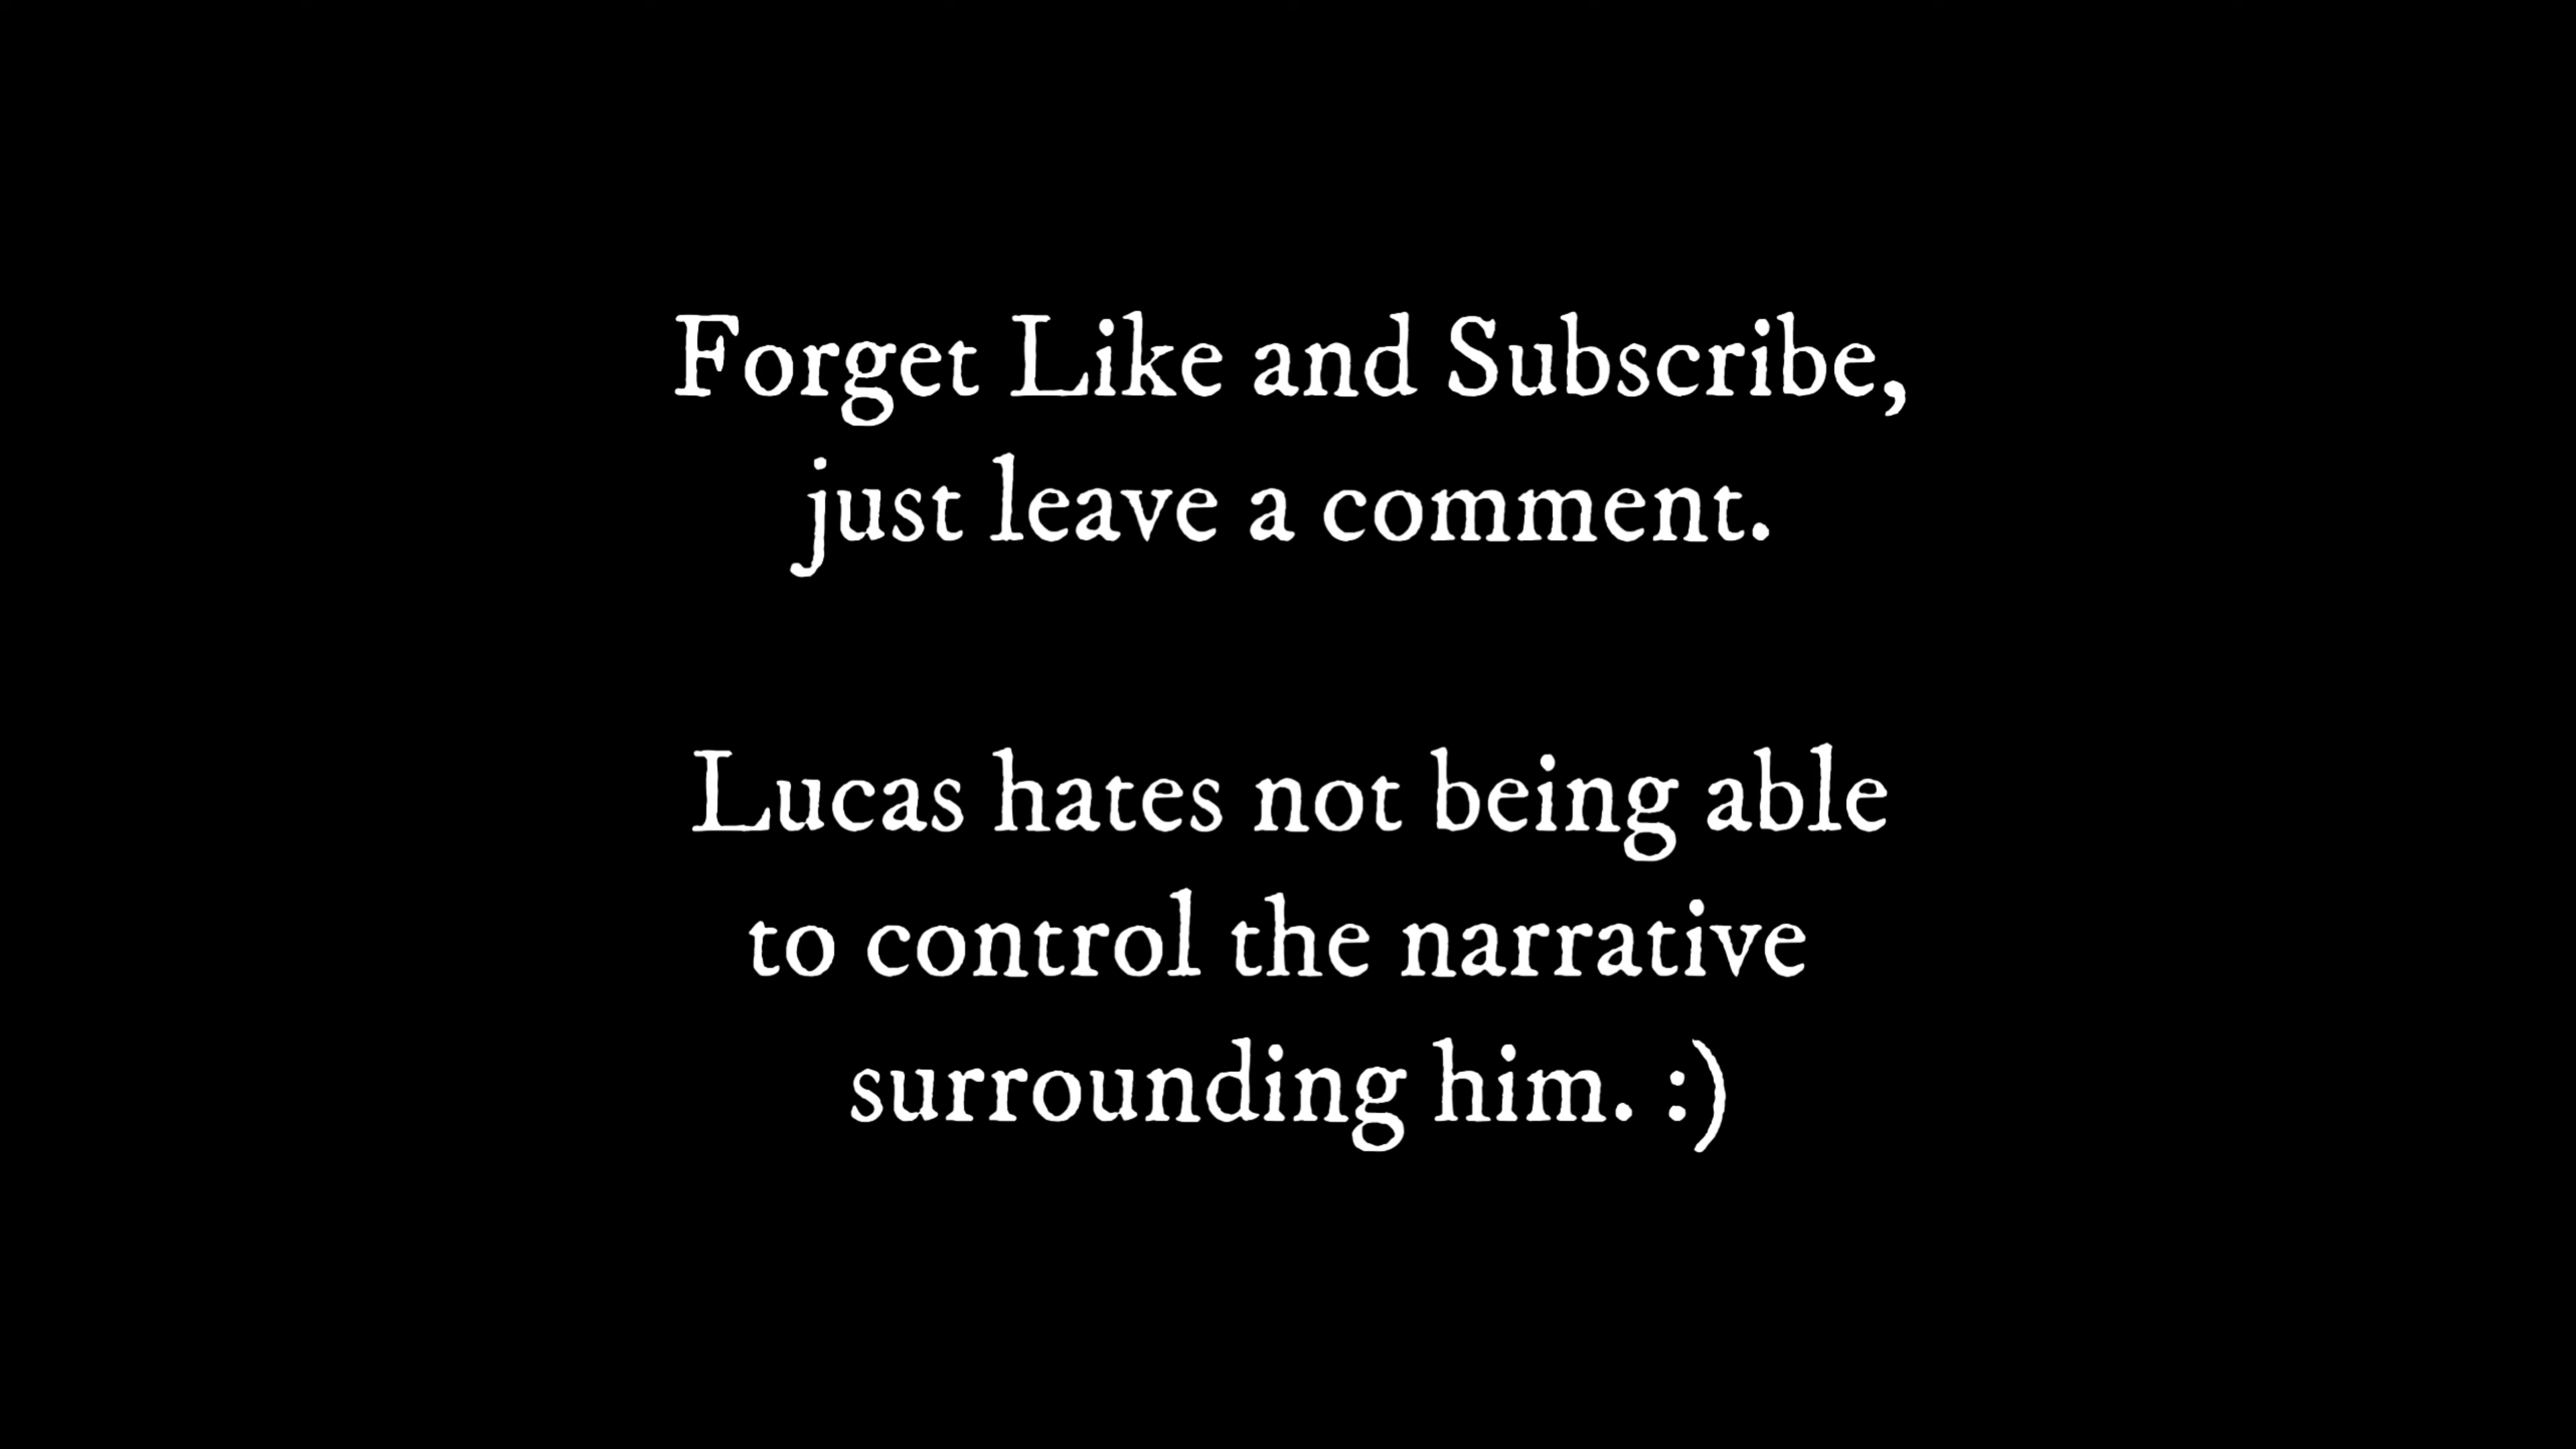 Forget Like and Subscribe,
just leave a comment.
Lucas hates not being able
to control the narrative
surrounding him. :)